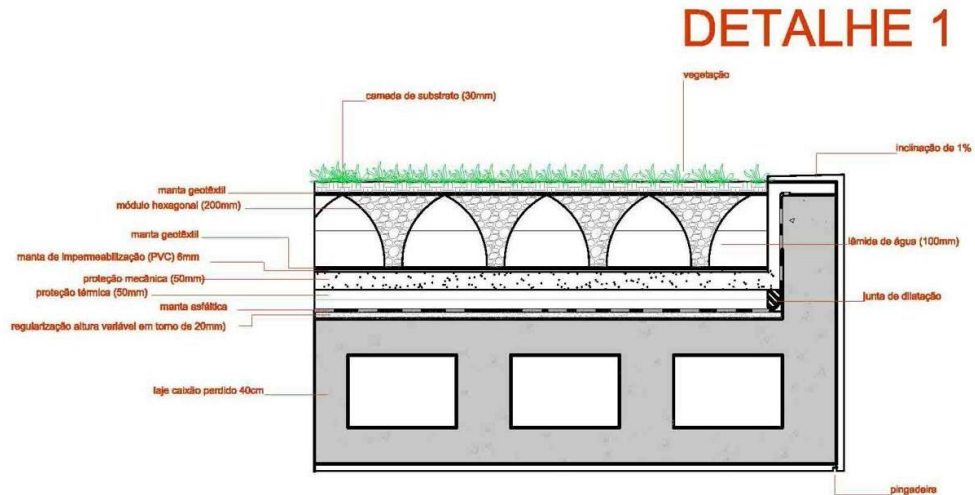 DETALHE 1
vegetação
camada de substrato (30mm)
inclinação de 1%
manta geotêxtil
módulo hexagonal (200mm)
manta geotêxtil
lâmida de água (100mm)
manta de impermeabilização (PVC) 6mm
proteção mecânica (50mm)
proteção térmica (50mm)
junta de dilatação
manta asfáltica
regularização altura variável em torno de 20mm)
laje caixão perdido 40cm
pingadeira